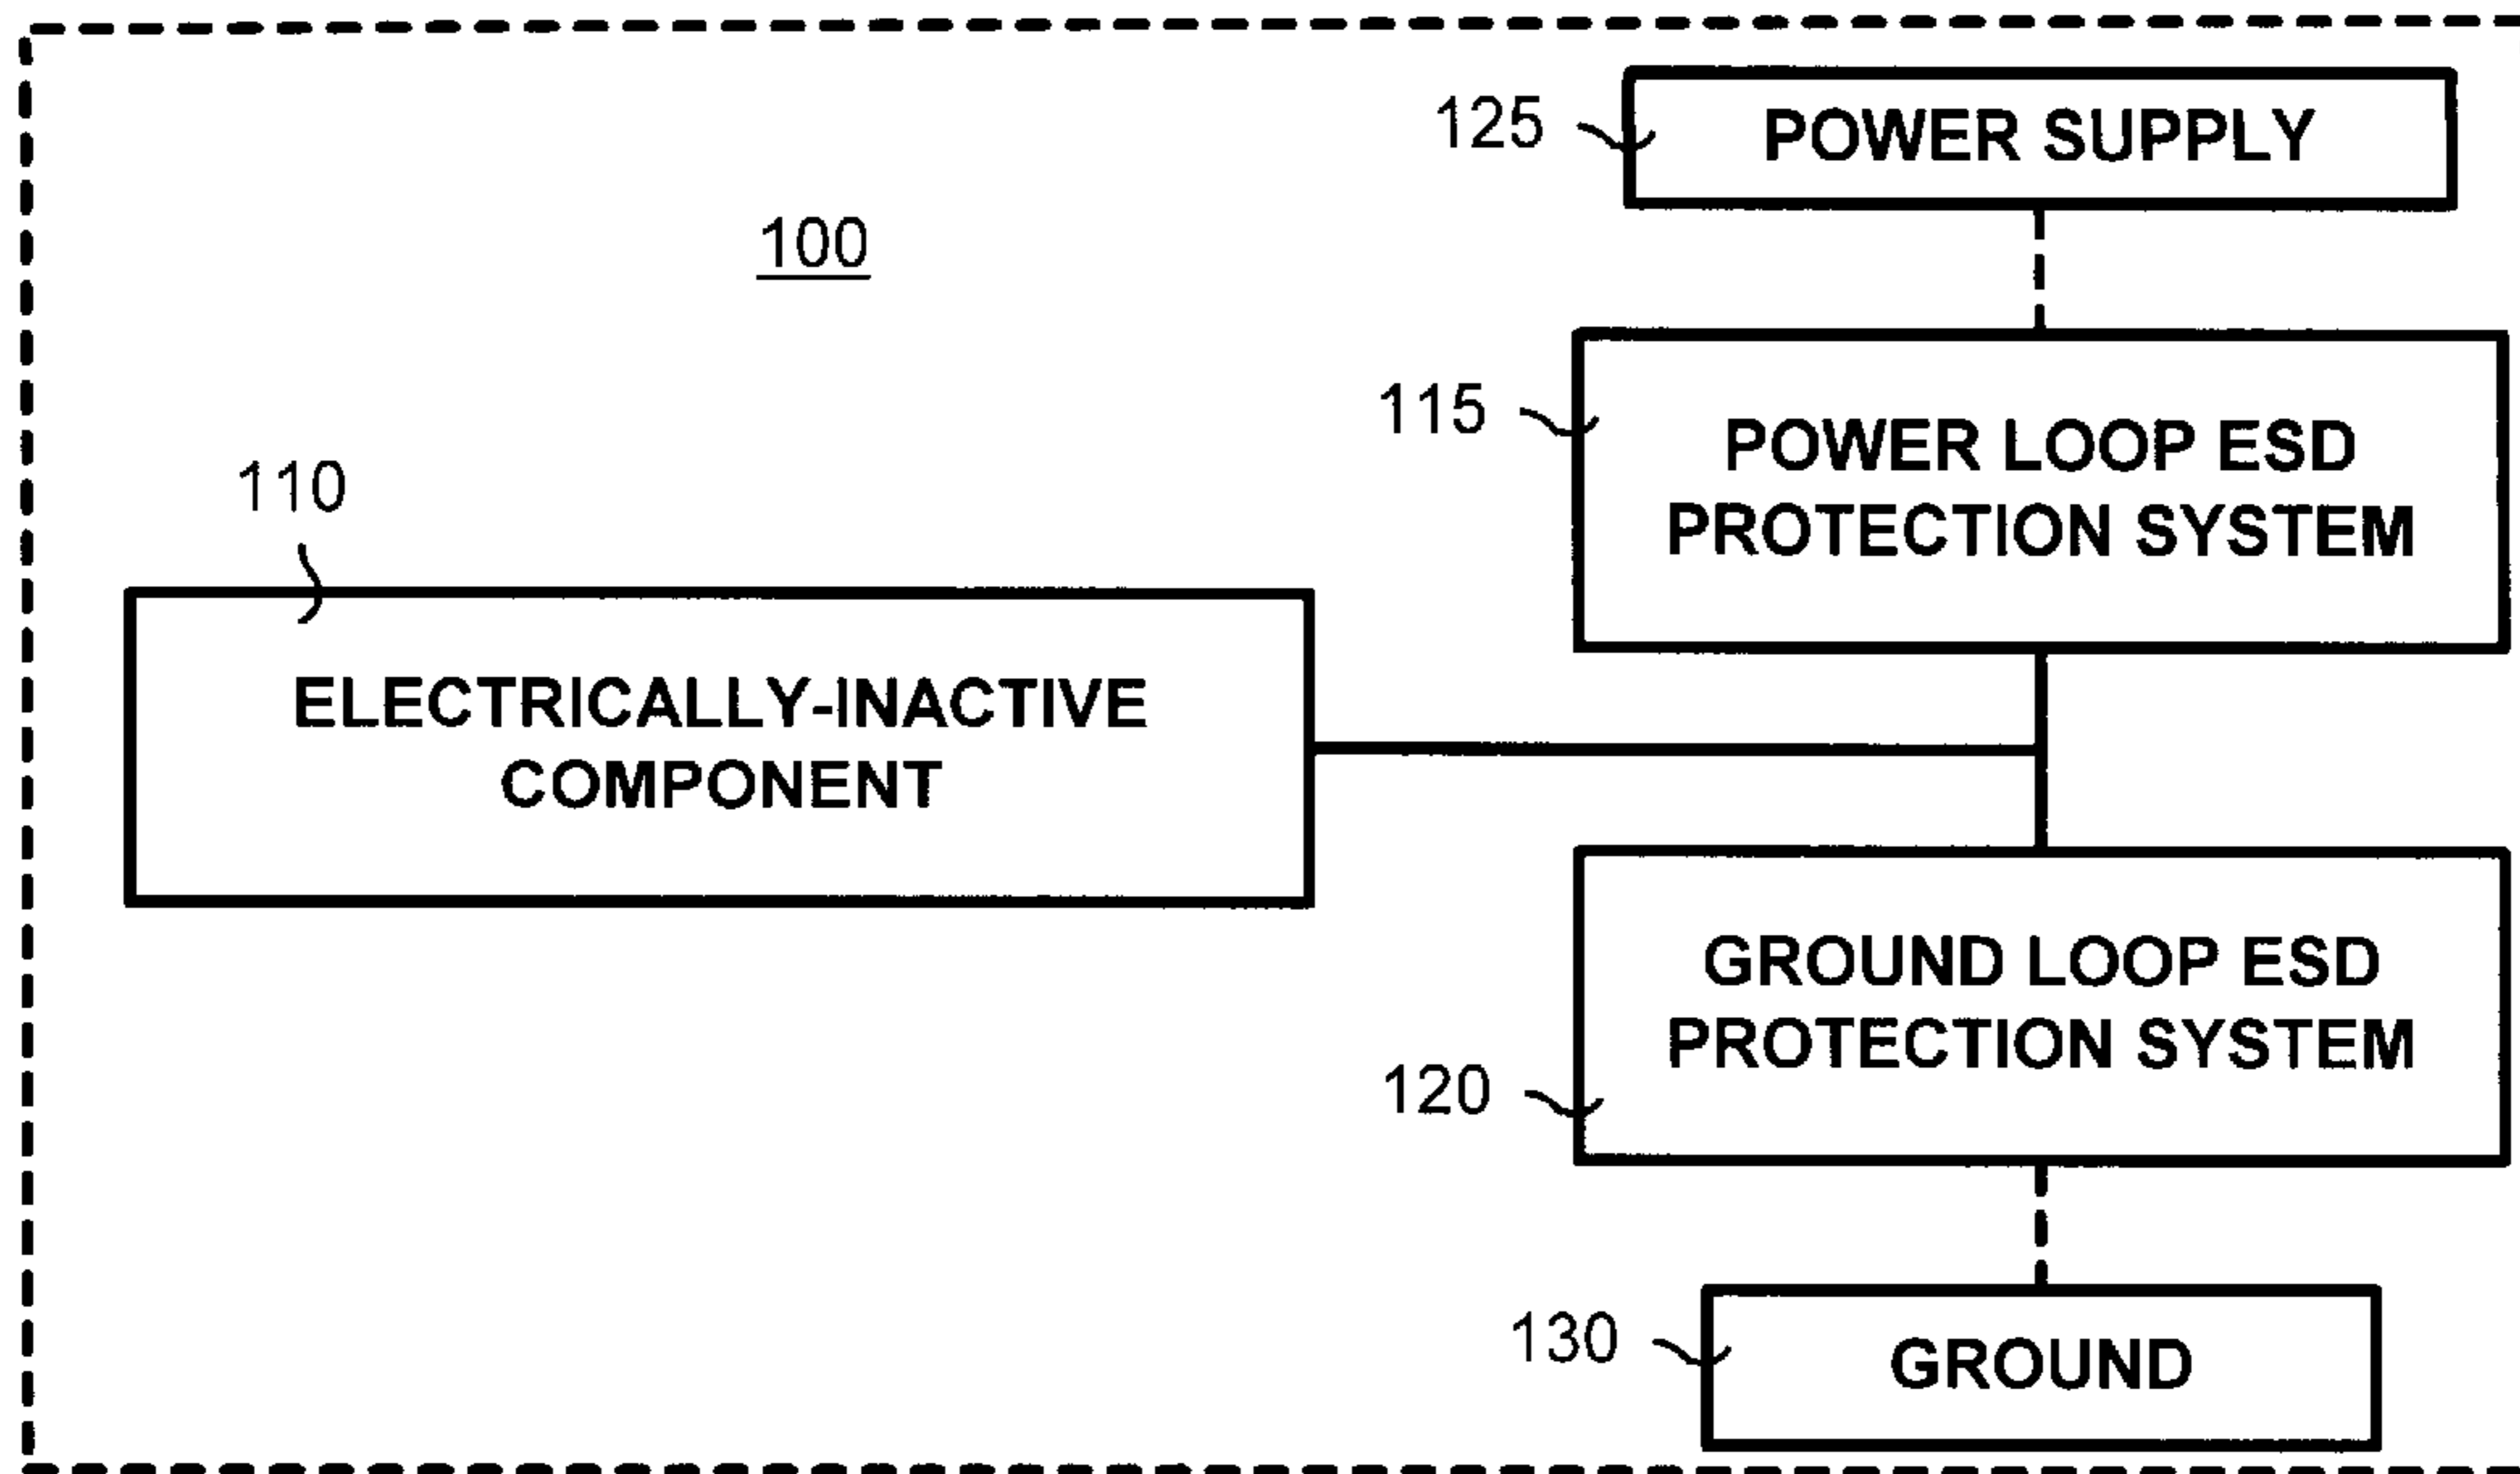 125
POWER SUPPLY
100
115
POWER LOOP ESD
PROTECTION SYSTEM
110
ELECTRICALLY-INACTIVE
COMPONENT
GROUND LOOP ESD
PROTECTION SYSTEM
120
130
GROUND